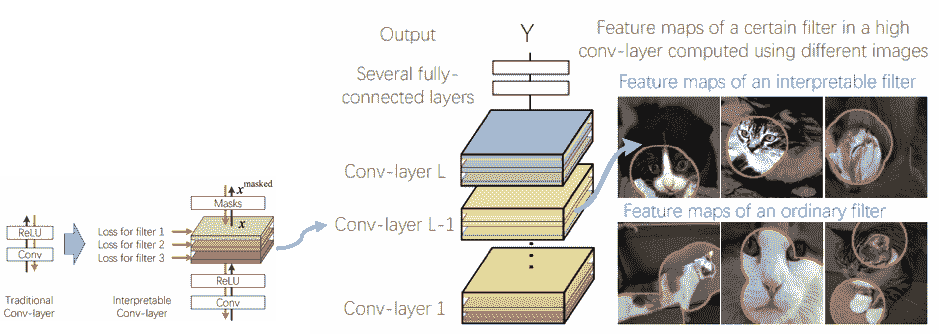 Output
Y
Several fully-
connected layers
Conv-layer L
Conv-layer L-1
Conv-layer 1
Feature maps of a certain filter in a high
conv-layer computed using different images
Feature maps of an interpretable filter
Feature maps of an ordinary filter
ReLU
Conv
Traditional
Conv-layer
x^masked
Masks
x
Loss for filter 1
Loss for filter 2
Loss for filter 3
ReLU
Conv
Interpretable
Conv-layer